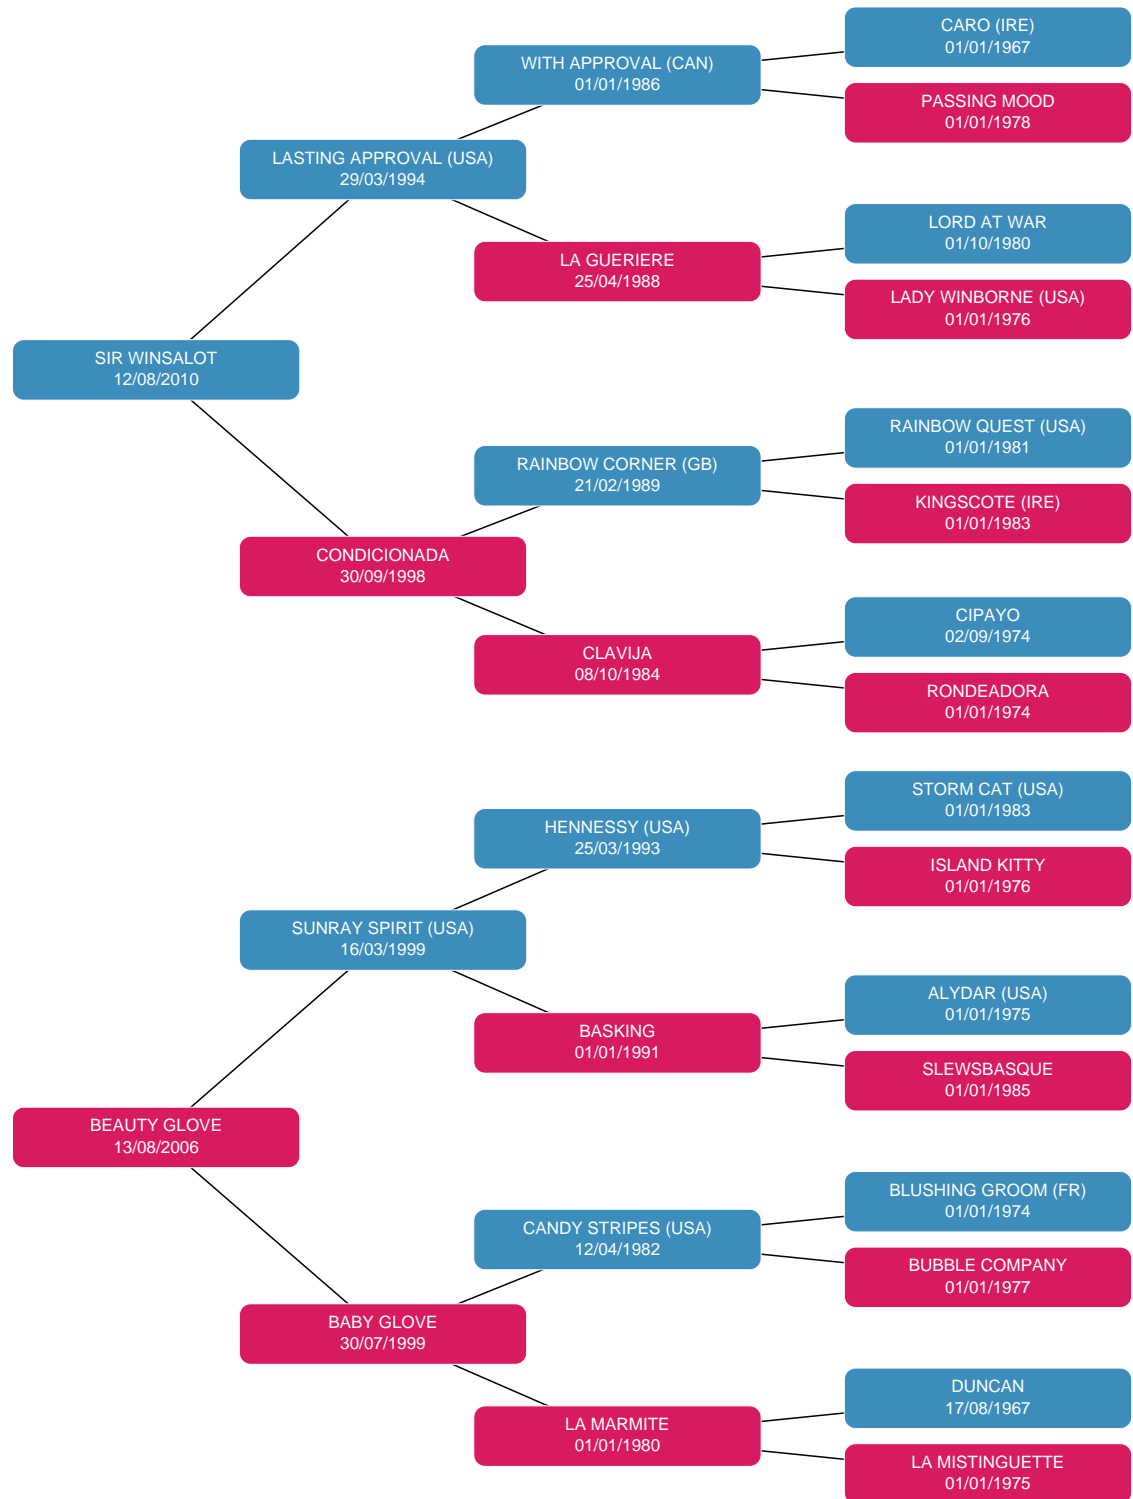 CARO (IRE)
01/01/1967
WITH APPROVAL (CAN)
01/01/1986
PASSING MOOD
01/01/1978
LASTING APPROVAL (USA)
29/03/1994
LORD AT WAR
01/10/1980
LA GUERIERE
25/04/1988
LADY WINBORNE (USA)
01/01/1976
SIR WINSALOT
12/08/2010
RAINBOW QUEST (USA)
01/01/1981
RAINBOW CORNER (GB)
21/02/1989
KINGSCOTE (IRE)
01/01/1983
CONDICIONADA
30/09/1998
CIPAYO
02/09/1974
CLAVIJA
08/10/1984
RONDEADORA
01/01/1974
STORM CAT (USA)
01/01/1983
HENNESSY (USA)
25/03/1993
ISLAND KITTY
01/01/1976
SUNRAY SPIRIT (USA)
16/03/1999
ALYDAR (USA)
01/01/1975
BASKING
01/01/1991
SLEWSBASQUE
01/01/1985
BEAUTY GLOVE
13/08/2006
BLUSHING GROOM (FR)
01/01/1974
CANDY STRIPES (USA)
12/04/1982
BUBBLE COMPANY
01/01/1977
BABY GLOVE
30/07/1999
DUNCAN
17/08/1967
LA MARMITE
01/01/1980
LA MISTINGUETTE
01/01/1975